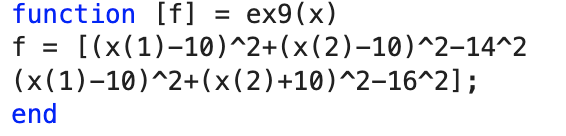 function [f] = ex9(x)
f = [(x(1)-10)^2+(x(2)-10)^2-14^2
(x(1)-10)^2+(x(2)+10)^2-16^2];
end